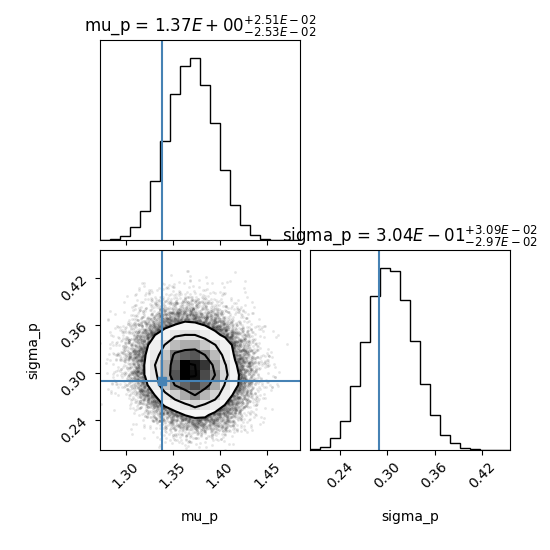 mu_p = 1.37E+00+2.51E−02 −2.53E−02
sigma_p = 3.04E−01+3.09E−02 −2.97E−02
sigma_p
0.42
0.36
0.30
0.24
1.30 1.35 1.40 1.45
mu_p
0.24 0.30 0.36 0.42
sigma_p